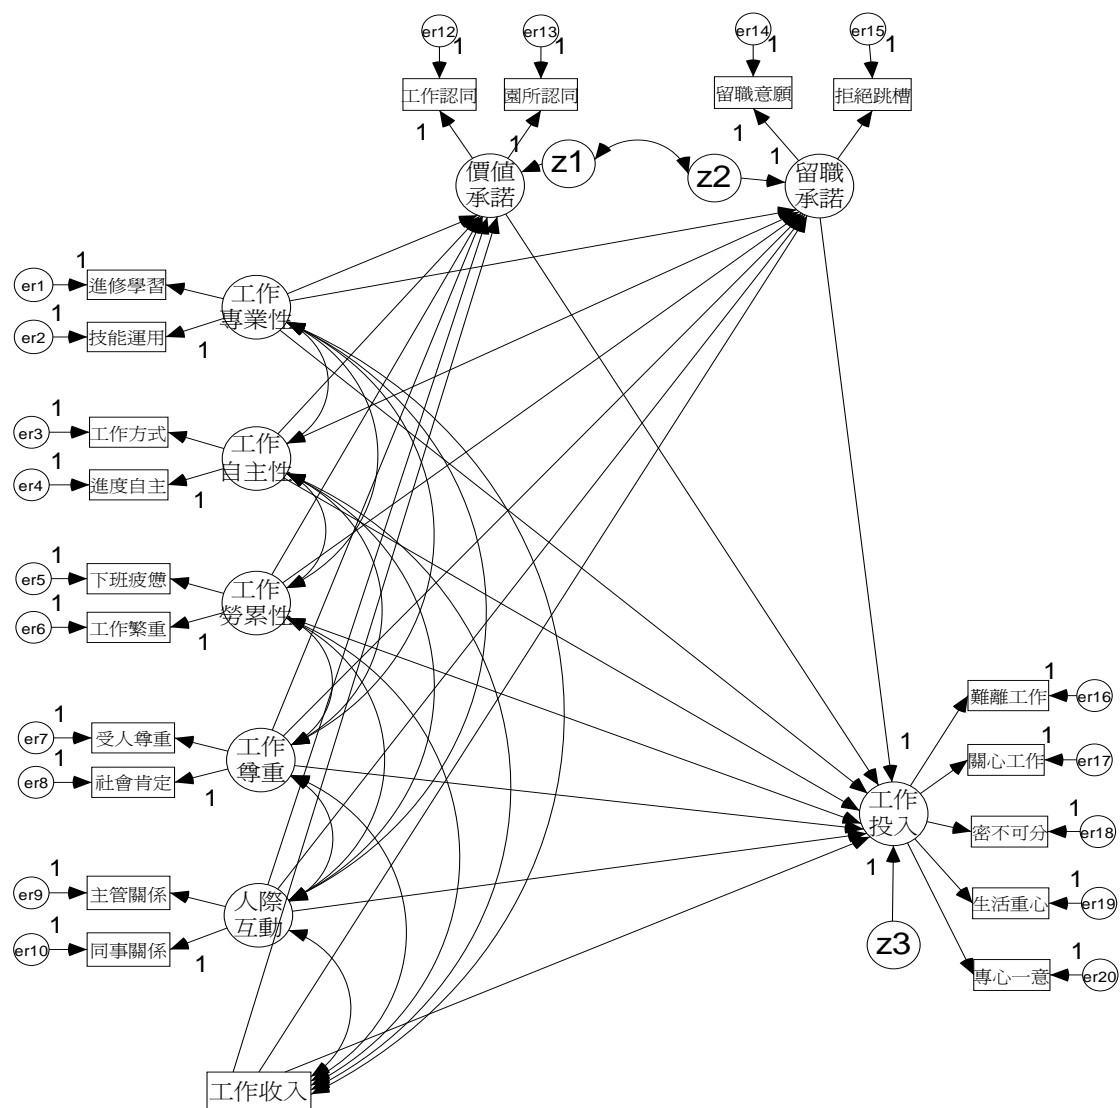 er12
1
er13
1
er14
1
er15
1
工作認同
園所認同
留職意願
拒絕跳槽
1
1
1
1
價值
承諾
z1
z2
留職
承諾
er1
1
進修學習
er2
1
技能運用
1
工作
專業性
er3
1
工作方式
er4
1
進度自主
1
工作
自主性
er5
1
下班疲憊
er6
1
工作繁重
1
工作
勞累性
er7
1
受人尊重
er8
1
社會肯定
1
工作
尊重
er9
1
主管關係
er10
1
同事關係
1
人際
互動
工作收入
1
工作
投入
1
z3
難離工作
1
er16
關心工作
1
er17
密不可分
1
er18
生活重心
1
er19
專心一意
1
er20